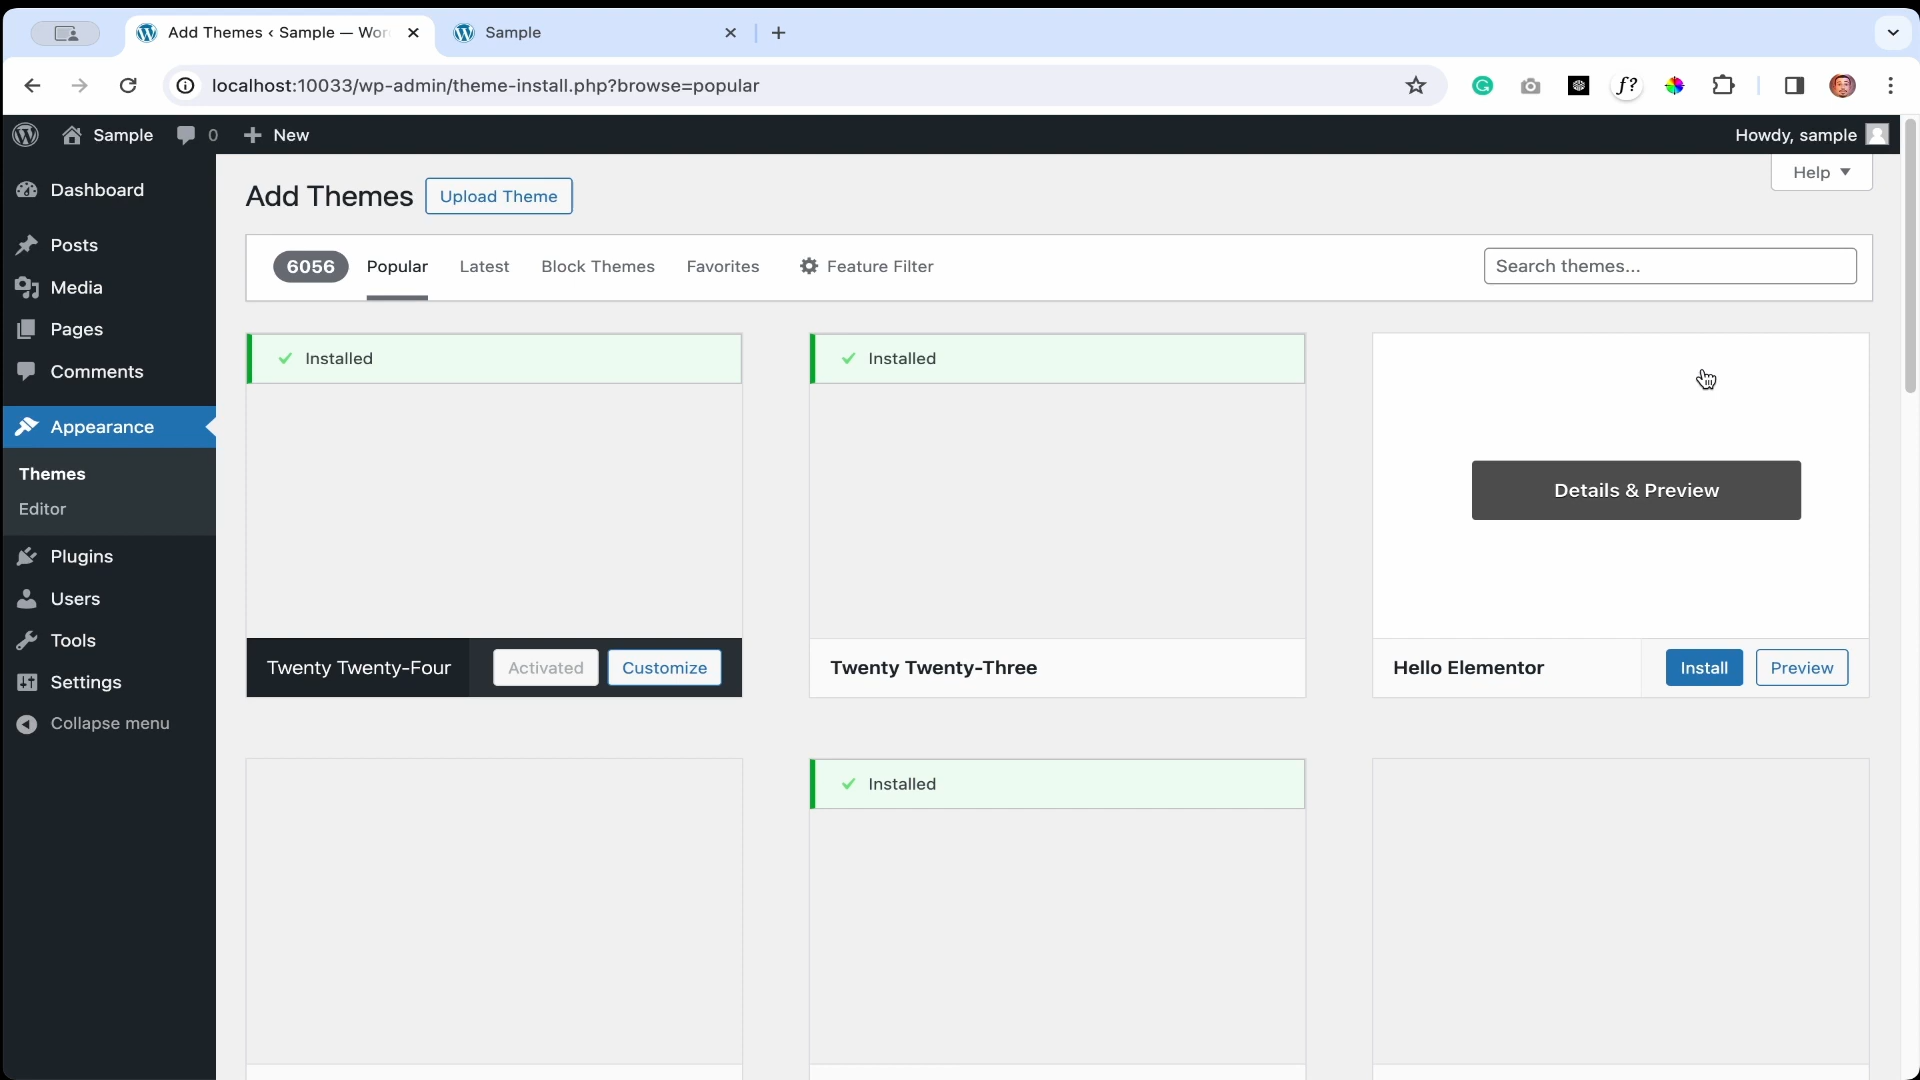 Add Themes ‹ Sample — Wor
Sample
localhost:10033/wp-admin/theme-install.php?browse=popular
f?
Sample
0
New
Howdy, sample
Dashboard
Posts
Media
Pages
Comments
Appearance
Themes
Editor
Plugins
Users
Tools
Settings
Collapse menu
Add Themes
Upload Theme
Help
6056
Popular
Latest
Block Themes
Favorites
Feature Filter
Search themes...
Installed
Installed
Details & Preview
Twenty Twenty-Four
Activated
Customize
Twenty Twenty-Three
Hello Elementor
Install
Preview
Installed